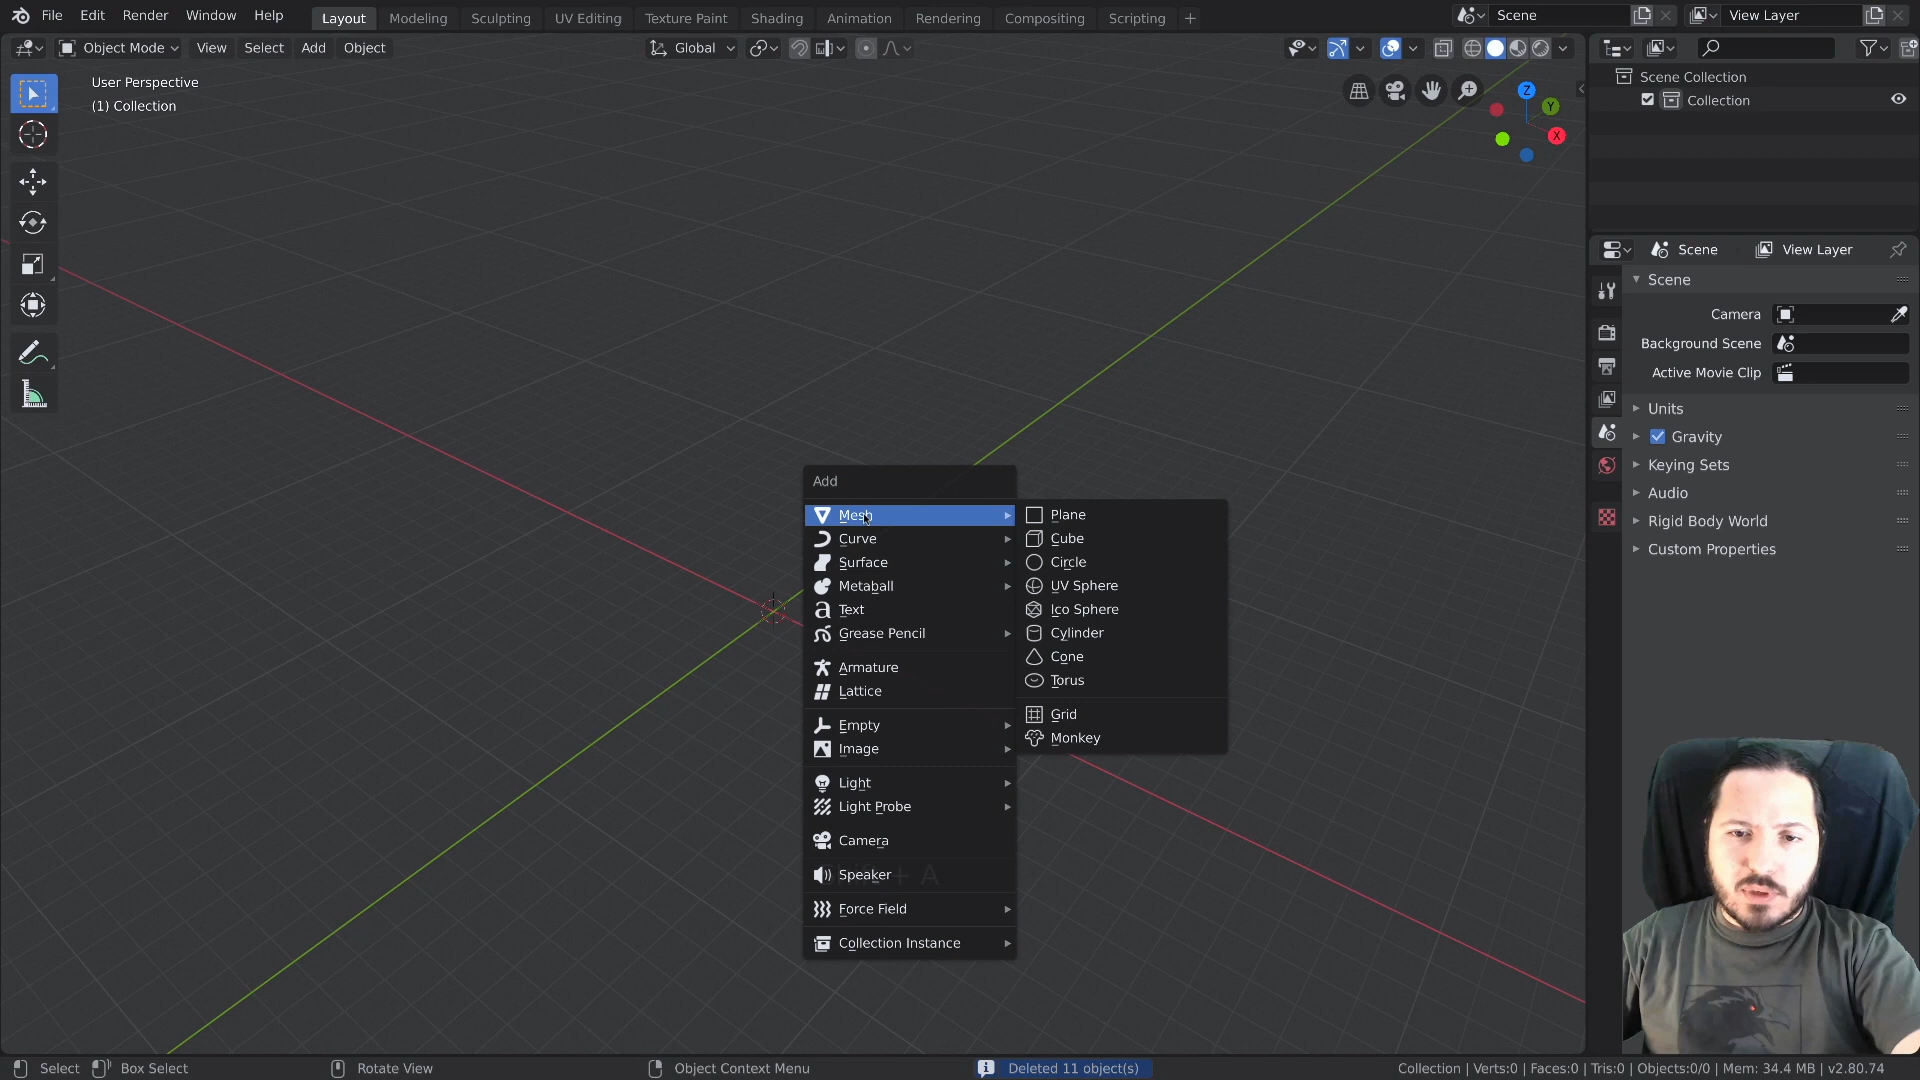 File Edit Render Window Help Layout Modeling Sculpting UV Editing Texture Paint Shading Animation Rendering Compositing Scripting + Scene View Layer
Object Mode View Select Add Object Global
User Perspective
(1) Collection
Z
Y
X
Scene Collection
Collection
Scene View Layer
Scene
Camera
Background Scene
Active Movie Clip
Units
Gravity
Keying Sets
Audio
Rigid Body World
Custom Properties
Add
Mesh
Curve
Surface
Metaball
Text
Grease Pencil
Armature
Lattice
Empty
Image
Light
Light Probe
Camera
Speaker
Force Field
Collection Instance
Plane
Cube
Circle
UV Sphere
Ico Sphere
Cylinder
Cone
Torus
Grid
Monkey
+ A
Select Box Select Rotate View Object Context Menu Deleted 11 object(s) Collection | Verts:0 | Faces:0 | Tris:0 | Objects:0/0 | Mem: 34.4 MB | v2.80.74